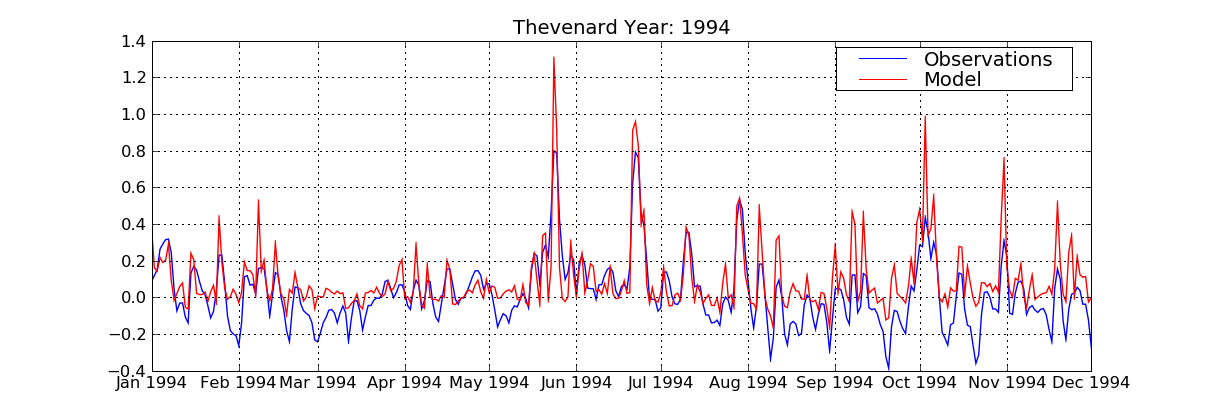 Thevenard Year: 1994
1.4
1.2
1.0
0.8
0.6
0.4
0.2
0.0
−0.2
−0.4
Observations
Model
Jan 1994 Feb 1994 Mar 1994 Apr 1994 May 1994 Jun 1994 Jul 1994 Aug 1994 Sep 1994 Oct 1994 Nov 1994 Dec 1994